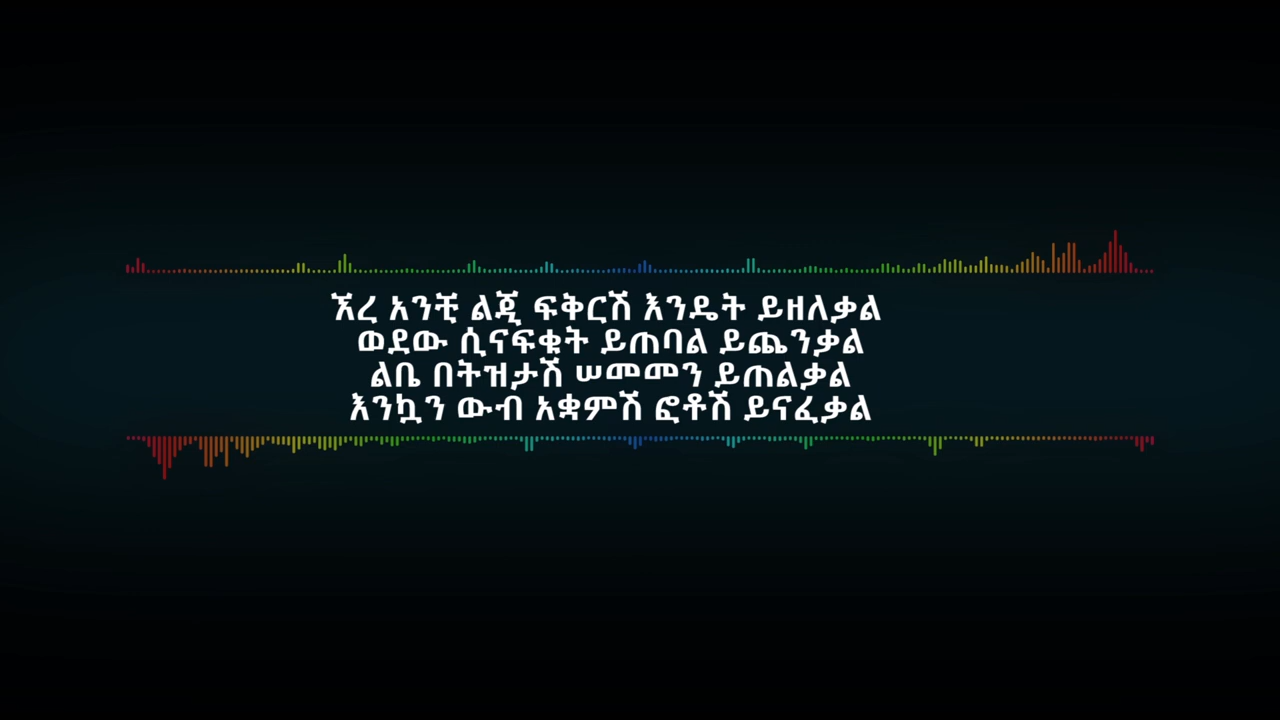 ኧረ አንቺ ልጂ ፍቅርሽ እንዴት ይዘለቃል
ወደው ሲናፍቁት ይጠባል ይጨንቃል
ልቤ በትዝታሽ ሠመመን ይጠልቃል
እንኳን ውብ አቋምሽ ፎቶሽ ይናፈቃል